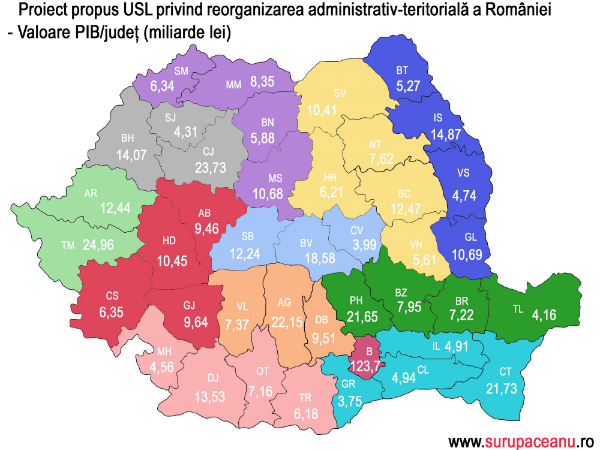 Proiect propus USL privind reorganizarea administrativ-teritorială a României
- Valoare PIB/județ (miliarde lei)
SM
6,34
MM 8,35
BT
5,27
SV
10,41
SJ
4,31
BN
5,88
IS
14,87
BH
14,07
CJ
23,73
NT
7,62
MS
10,68
HR
6,21
VS
4,74
AR
12,44
BC
12,47
AB
9,46
TM 24,96
HD
10,45
SB
12,24
BV
18,58
CV
3,99
VN
5,61
GL
10,69
CS
6,35
GJ
9,64
VL
7,37
AG
22,15
DB
9,51
PH
21,65
BZ
7,95
BR
7,22
TL 4,16
MH
4,56
DJ
13,53
OT
7,16
TR
6,18
B
123,7
GR
3,75
IL 4,91
CL
4,94
CT
21,73
www.surupaceanu.ro